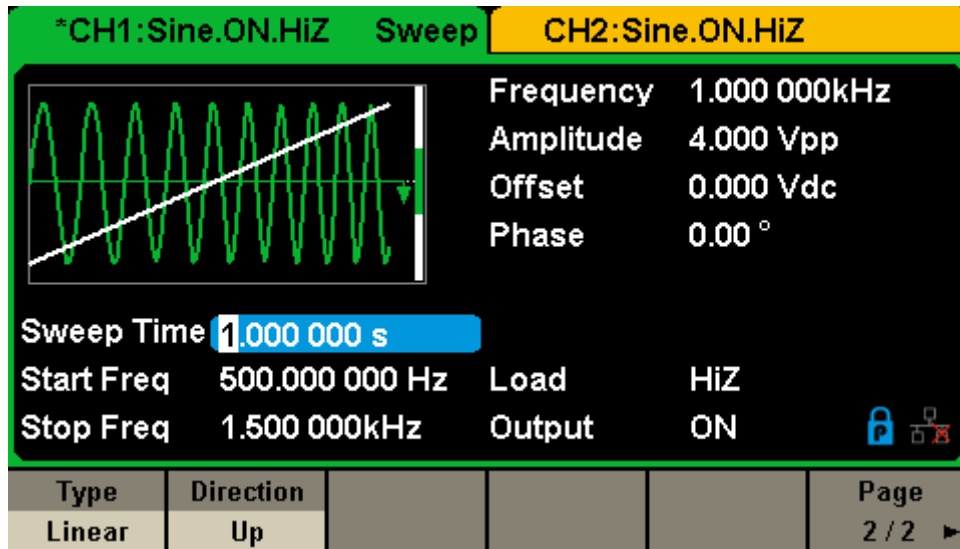 *CH1:Sine.ON.HiZ Sweep CH2:Sine.ON.HiZ
Frequency 1.000 000kHz
Amplitude 4.000 Vpp
Offset 0.000 Vdc
Phase 0.00 °
Sweep Time 1.000 000 s
Start Freq 500.000 000 Hz Load HiZ
Stop Freq 1.500 000kHz Output ON P
Type Direction Page
Linear Up 2 / 2 ►